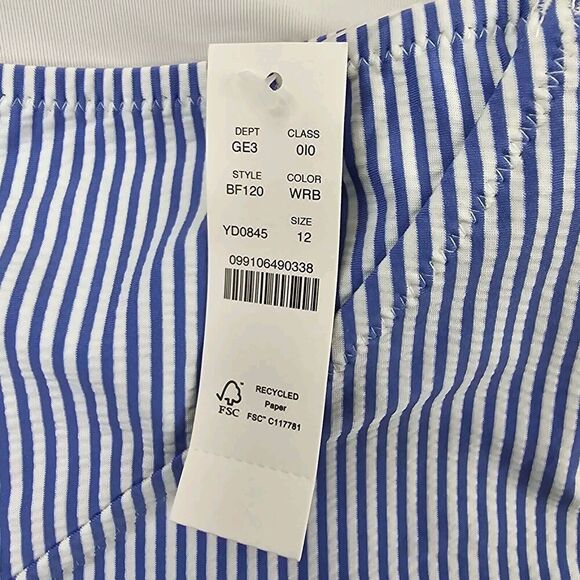 DEPT CLASS
GE3 0I0
STYLE COLOR
BF120 WRB
YD0845 SIZE 12
099106490338
RECYCLED
Paper
FSC FSC™ C117781